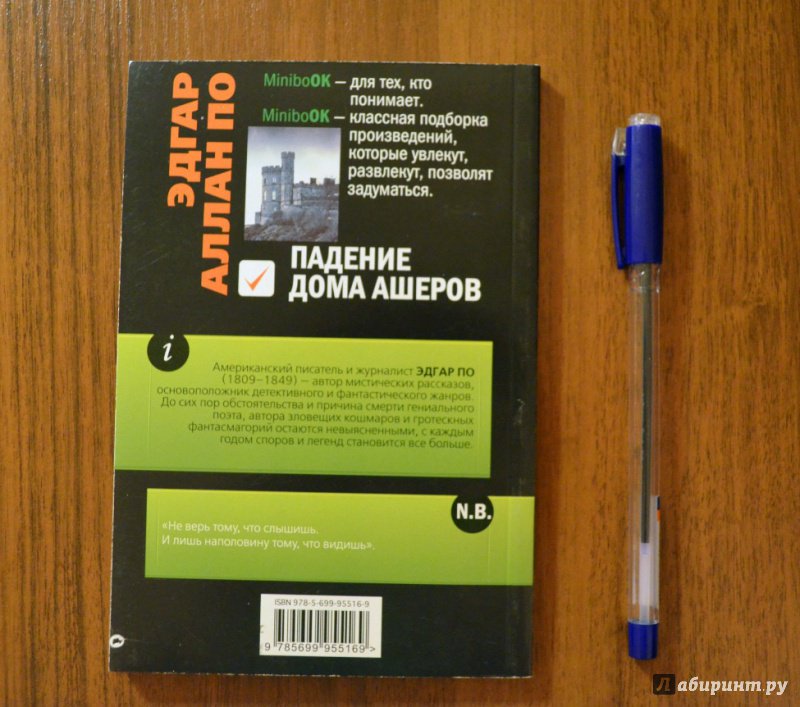 ЭДГАР
АЛЛАН ПО
MiniboOK – для тех, кто
понимает.
MiniboOK – классная подборка
произведений,
которые увлекут,
развлекут, позволят
задуматься.
ПАДЕНИЕ
ДОМА АШЕРОВ
i
Американский писатель и журналист ЭДГАР ПО
(1809–1849) – автор мистических рассказов,
основоположник детективного и фантастического жанров.
До сих пор обстоятельства и причина смерти гениального
поэта, автора зловещих кошмаров и гротескных
фантасмагорий остаются невыясненными, с каждым
годом споров и легенд становится все больше.
N.B.
«Не верь тому, что слышишь.
И лишь наполовину тому, что видишь».
ISBN 978-5-699-95516-9
9 785699 955169 >
Лабиринт.ру